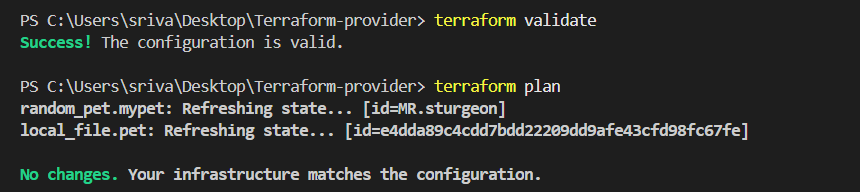 PS C:\Users\sriva\Desktop\Terraform-provider> terraform validate
Success! The configuration is valid.
PS C:\Users\sriva\Desktop\Terraform-provider> terraform plan
random_pet.mypet: Refreshing state... [id=MR.sturgeon]
local_file.pet: Refreshing state... [id=e4dda89c4cdd7bdd22209dd9afe43cfd98fc67fe]
No changes. Your infrastructure matches the configuration.